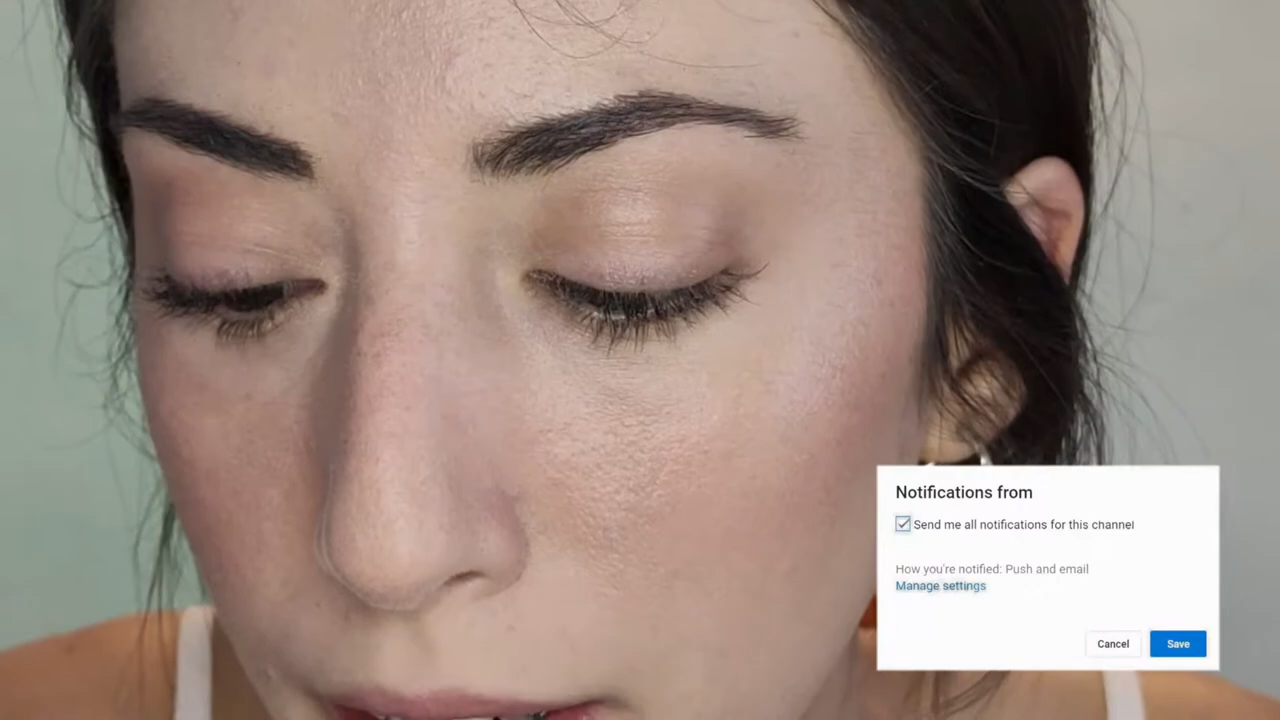 Notifications from
Send me all notifications for this channel
How you're notified: Push and email
Manage settings
Cancel
Save